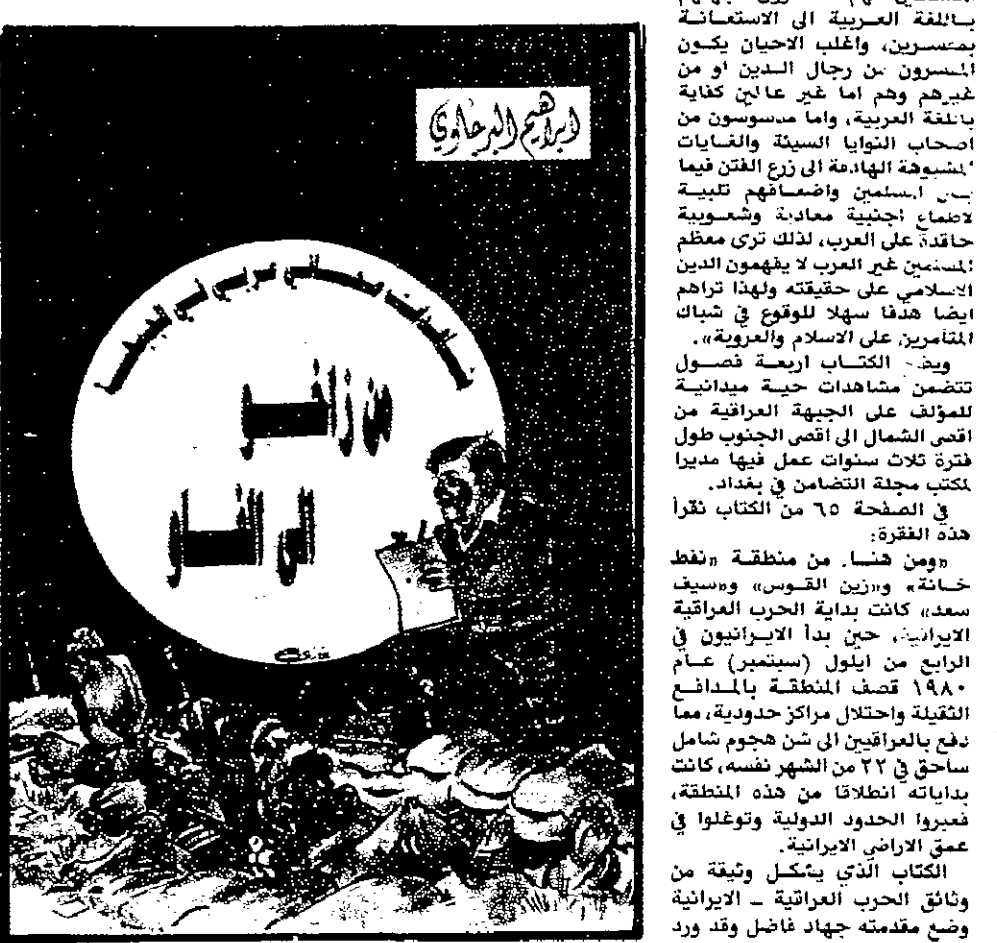 باللغة العربية الى الاستعانة
بمفسرين، واغلب الاحيان يكون
المفسرون من رجال الدين او من
غيرهم وهم اما غير عالمين كفاية
باللغة العربية، واما مدسوسون من
اصحاب النوايا السيئة والغايات
المشبوهة الهادفة الى زرع الفتن فيما
بين المسلمين واضعافهم تلبية
لاطماع اجنبية معادية وشعوبية
حاقدة على العرب، لذلك ترى معظم
المسلمين غير العرب لا يفهمون الدين
الاسلامي على حقيقته ولهذا تراهم
ايضا هدفا سهلا للوقوع في شباك
المتآمرين على الاسلام والعروبة».
ويضم الكتاب اربعة فصول
تتضمن مشاهدات حية ميدانية
للمؤلف على الجبهة العراقية من
اقصى الشمال الى اقصى الجنوب طول
فترة ثلاث سنوات عمل فيها مديرا
لمكتب مجلة التضامن في بغداد.
في الصفحة ٦٥ من الكتاب نقرأ
هذه الفقرة:
«ومن هنا، من منطقة «نفط
خانة» و«زين القوس» و«سيف
سعد» كانت بداية الحرب العراقية
الايرانية، حين بدأ الايرانيون في
الرابع من ايلول (سبتمبر) عام
١٩٨٠ قصف المنطقة بالمدافع
الثقيلة واحتلال مراكز حدودية، مما
دفع بالعراقيين الى شن هجوم شامل
ساحق في ٢٢ من الشهر نفسه، كانت
بداياته انطلاقا من هذه المنطقة،
فعبروا الحدود الدولية وتوغلوا في
عمق الاراضي الايرانية.
الكتاب الذي يشكل وثيقة من
وثائق الحرب العراقية ـ الايرانية
وضع مقدمته جهاد فاضل وقد ورد
ابراهيم البرجاوي
عربي في
من زاخو
الى الفاو